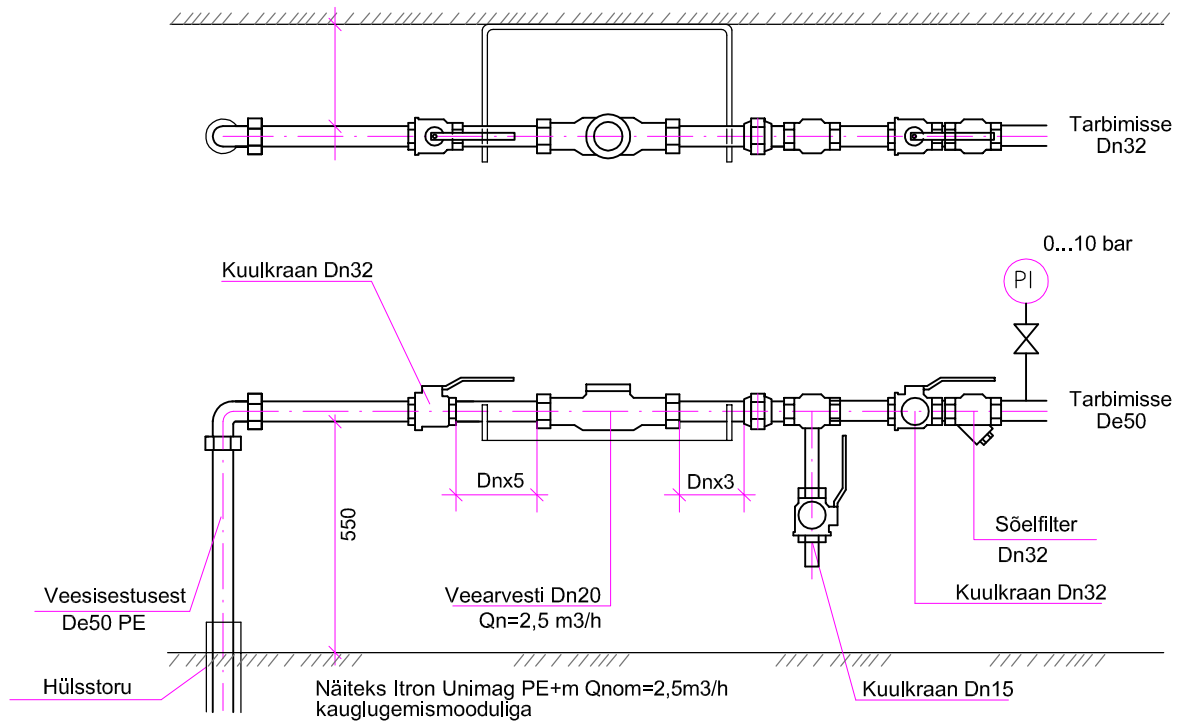 Tarbimisse
Dn32
0...10 bar
Kuulkraan Dn32
PI
Tarbimisse
De50
Dnx5
Dnx3
550
Sõelfilter
Dn32
Veesisestusest
De50 PE
Veearvesti Dn20
Qn=2,5 m3/h
Kuulkraan Dn32
Hülsstoru
Näiteks Itron Unimag PE+m Qnom=2,5m3/h
kauglugemismooduliga
Kuulkraan Dn15